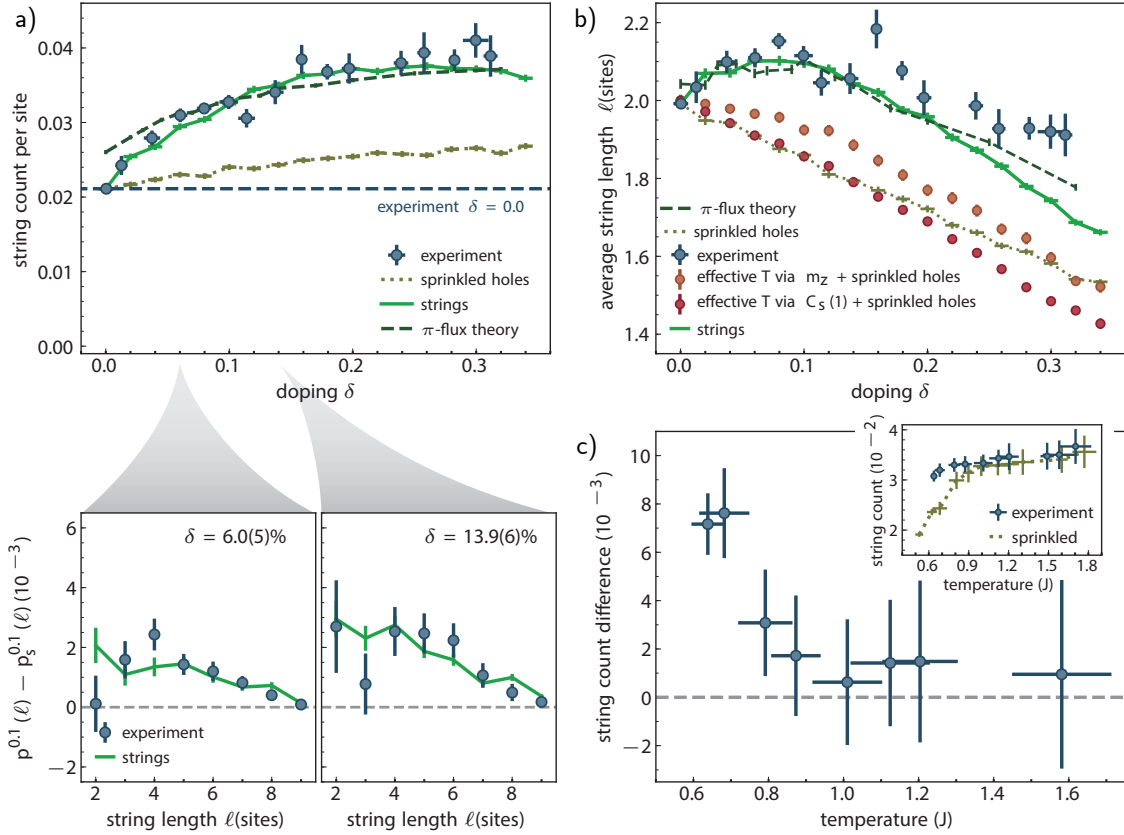 a)
string count per site
0.04
0.03
0.02
0.01
0.00
experiment δ = 0.0
experiment
sprinkled holes
strings
π-flux theory
0.0
0.1
0.2
0.3
doping δ
b)
average string length ℓ(sites)
2.2
2.0
1.8
1.6
1.4
π-flux theory
sprinkled holes
experiment
effective T via m_Z + sprinkled holes
effective T via C_s(1) + sprinkled holes
strings
0.0
0.1
0.2
0.3
doping δ
p^0.1(ℓ) − p_s^0.1(ℓ) (10^−3)
6
4
2
0
−2
δ = 6.0(5)%
experiment
strings
2
4
6
8
string length ℓ(sites)
δ = 13.9(6)%
2
4
6
8
string length ℓ(sites)
c)
string count difference (10^−3)
10
8
6
4
2
0
−2
0.6
0.8
1.0
1.2
1.4
1.6
temperature (J)
string count (10^−2)
4
3
2
experiment
sprinkled
0.6
0.9
1.2
1.5
1.8
temperature (J)